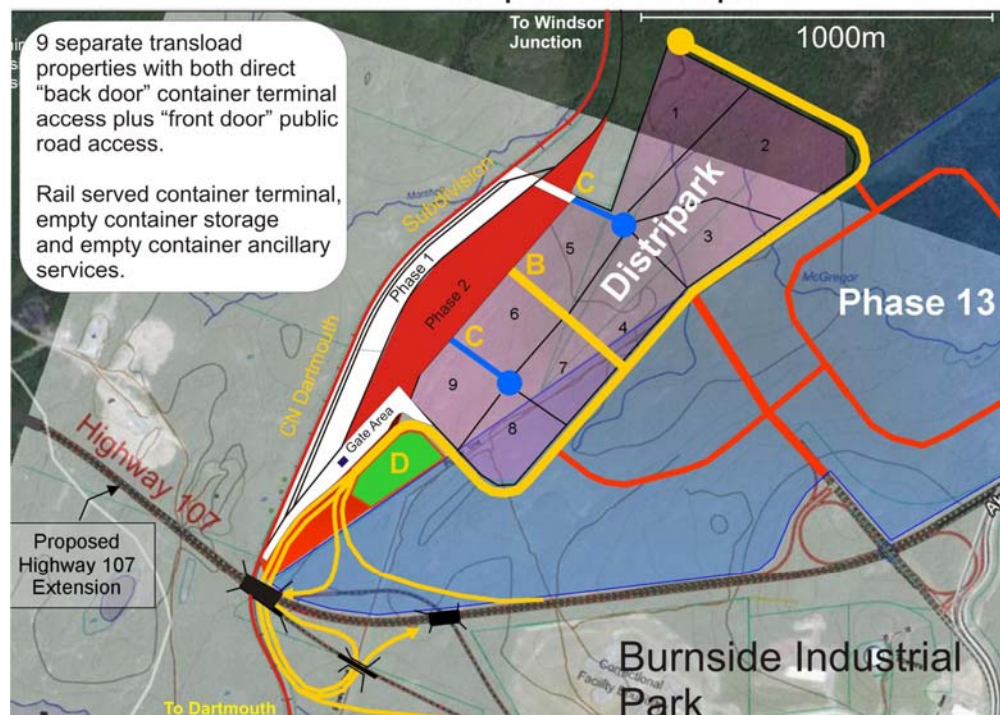 To Windsor
Junction
1000m
9 separate transload
properties with both direct
“back door” container terminal
access plus “front door” public
road access.
Rail served container terminal,
empty container storage
and empty container ancillary
services.
1
2
C
Subdivision
Distripark
5
3
Phase 1
B
McGregor
Phase 13
Phase 2
6
4
C
7
CN Dartmouth
9
8
Gate Area
D
Highway 107
Proposed
Highway 107
Extension
Burnside Industrial
Park
Correctional
To Dartmouth